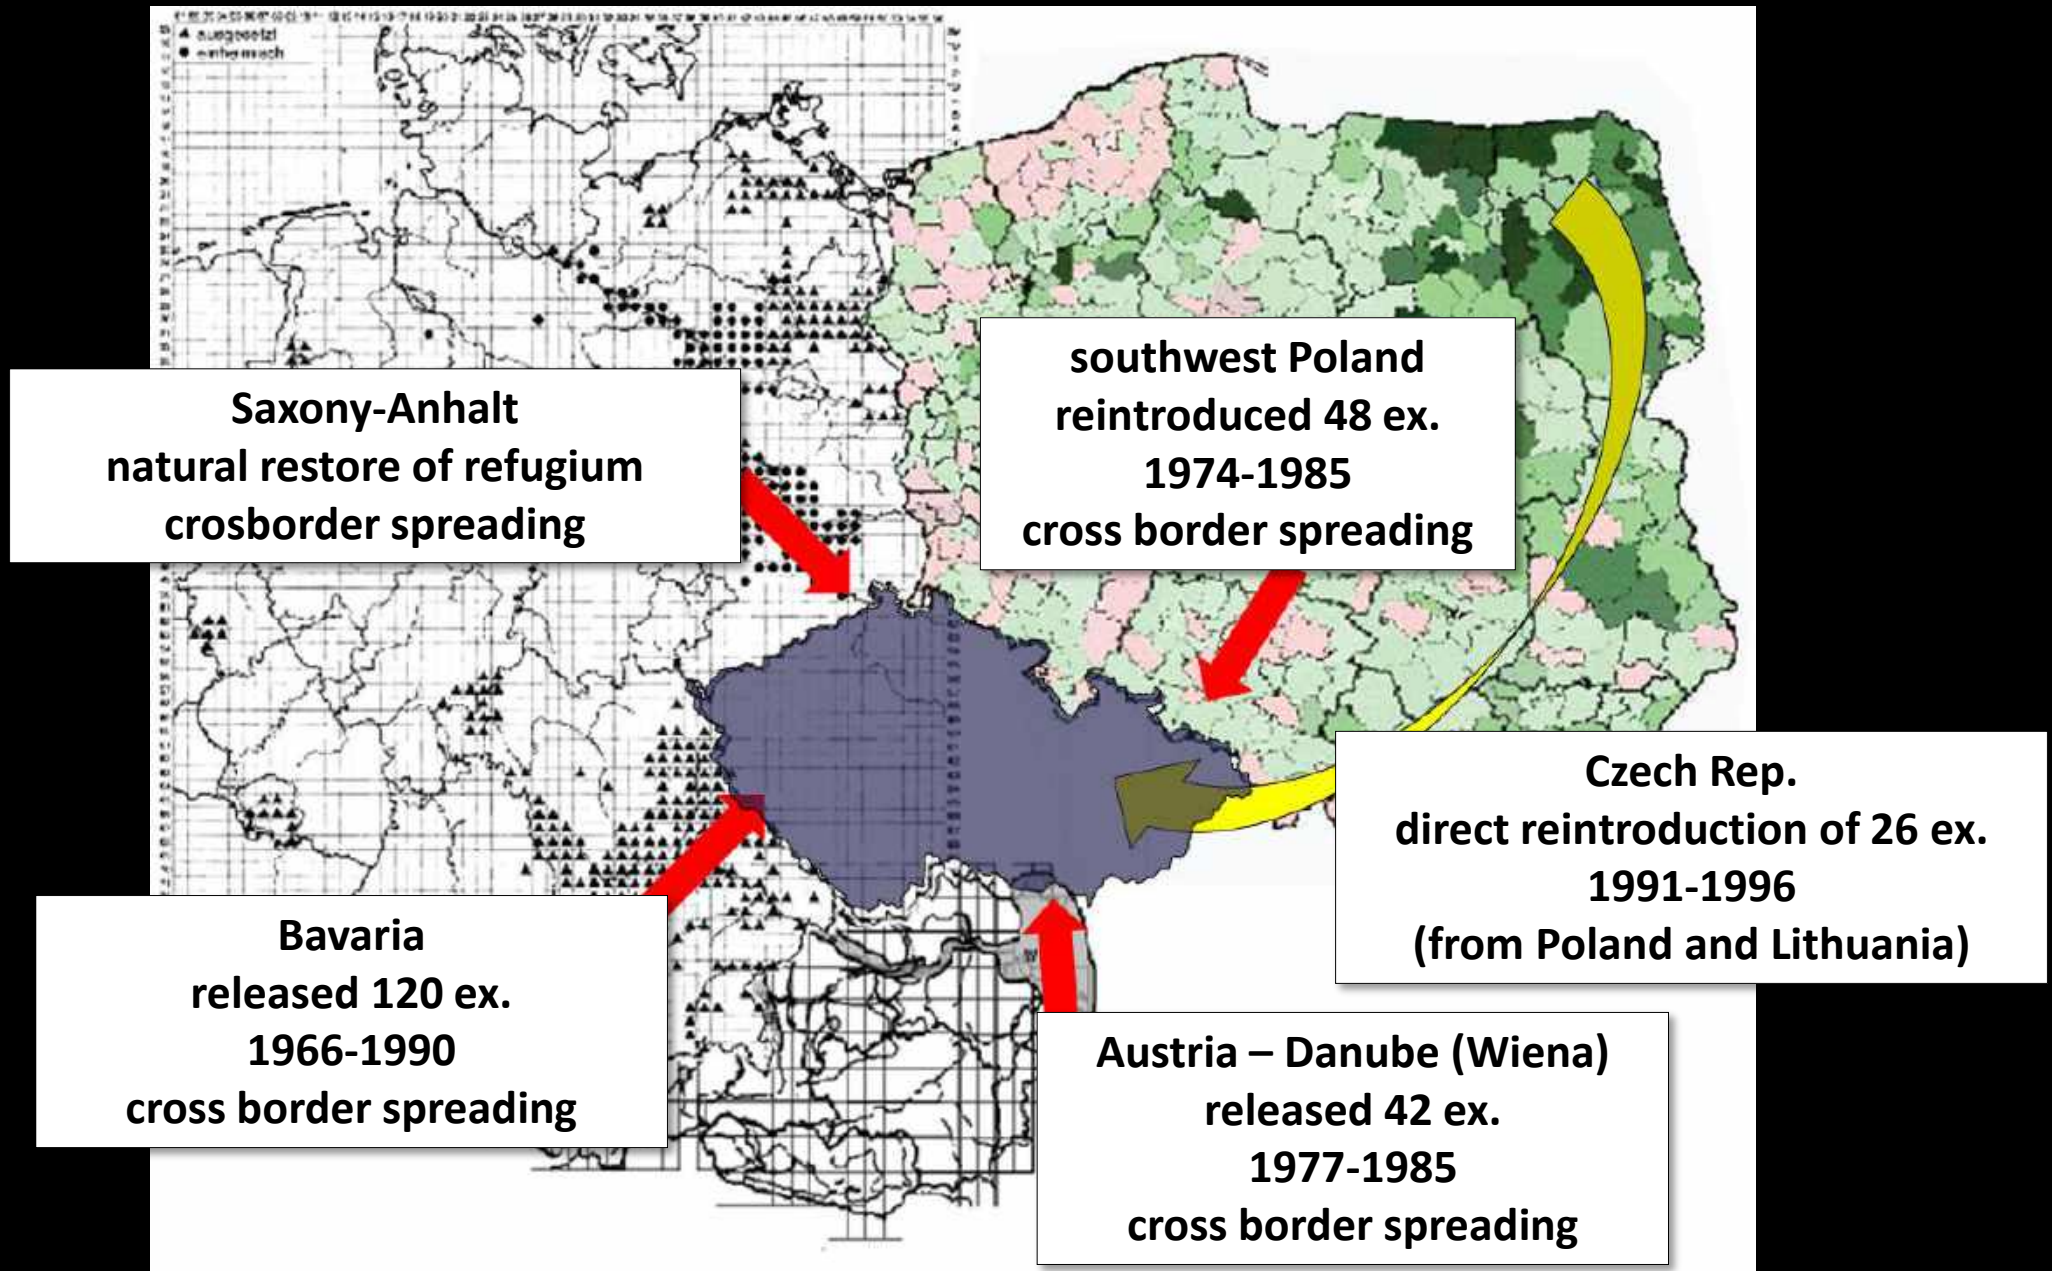 ausgesetzt
einheimisch
Saxony-Anhalt
natural restore of refugium
crosborder spreading
southwest Poland
reintroduced 48 ex.
1974-1985
cross border spreading
Czech Rep.
direct reintroduction of 26 ex.
1991-1996
(from Poland and Lithuania)
Bavaria
released 120 ex.
1966-1990
cross border spreading
Austria – Danube (Wiena)
released 42 ex.
1977-1985
cross border spreading